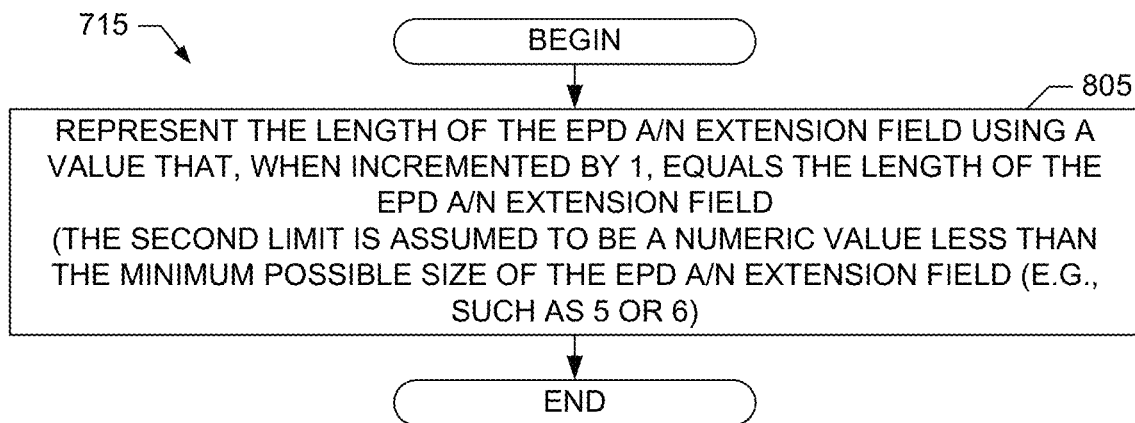 715
BEGIN
805
REPRESENT THE LENGTH OF THE EPD A/N EXTENSION FIELD USING A
VALUE THAT, WHEN INCREMENTED BY 1, EQUALS THE LENGTH OF THE
EPD A/N EXTENSION FIELD
(THE SECOND LIMIT IS ASSUMED TO BE A NUMERIC VALUE LESS THAN
THE MINIMUM POSSIBLE SIZE OF THE EPD A/N EXTENSION FIELD (E.G.,
SUCH AS 5 OR 6)
END